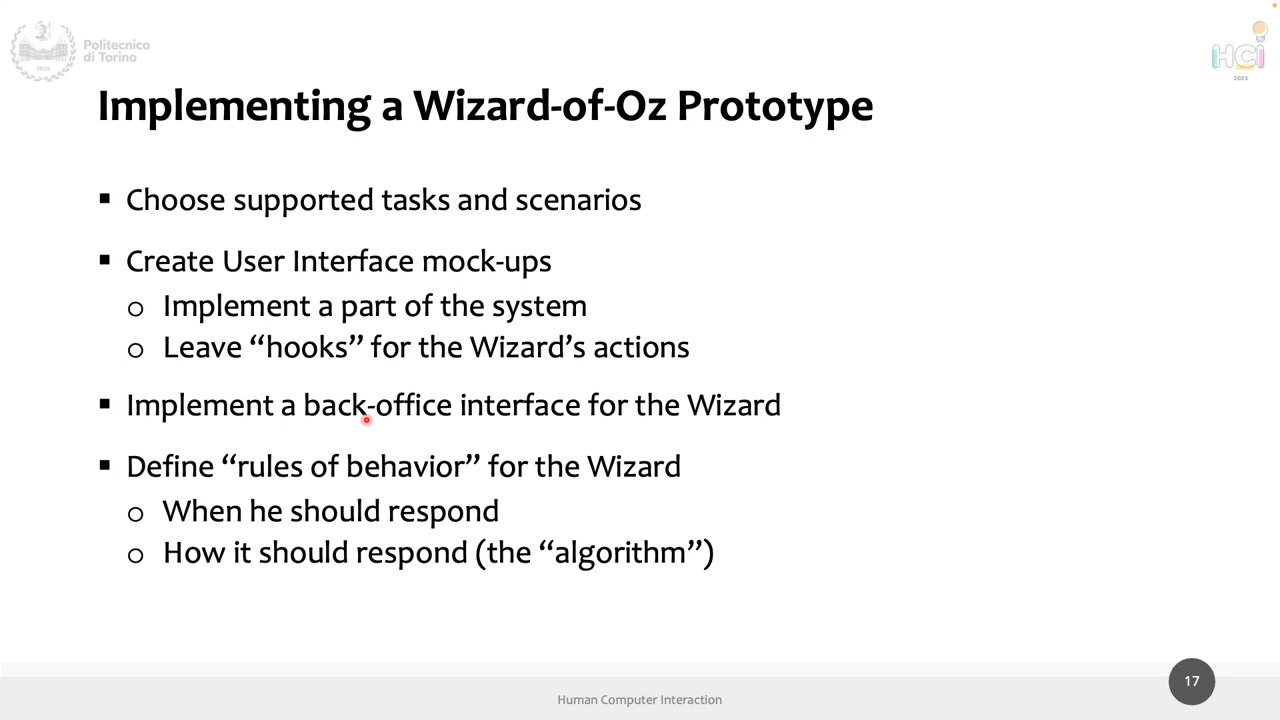 Politecnico
di Torino
1859
HCI
2023
Implementing a Wizard-of-Oz Prototype
▪ Choose supported tasks and scenarios
▪ Create User Interface mock-ups
o Implement a part of the system
o Leave “hooks” for the Wizard’s actions
▪ Implement a back-office interface for the Wizard
▪ Define “rules of behavior” for the Wizard
o When he should respond
o How it should respond (the “algorithm”)
17
Human Computer Interaction